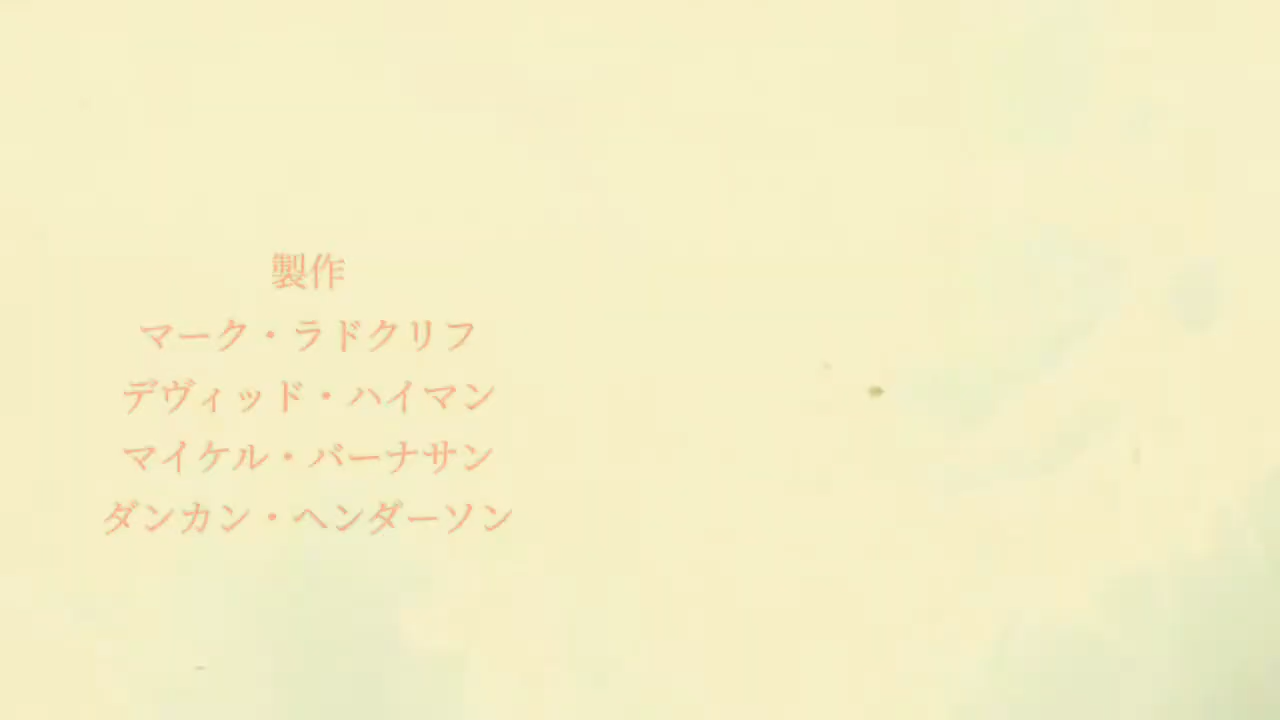 製作
マーク・ラドクリフ
デヴィッド・ハイマン
マイケル・バーナサン
ダンカン・ヘンダーソン